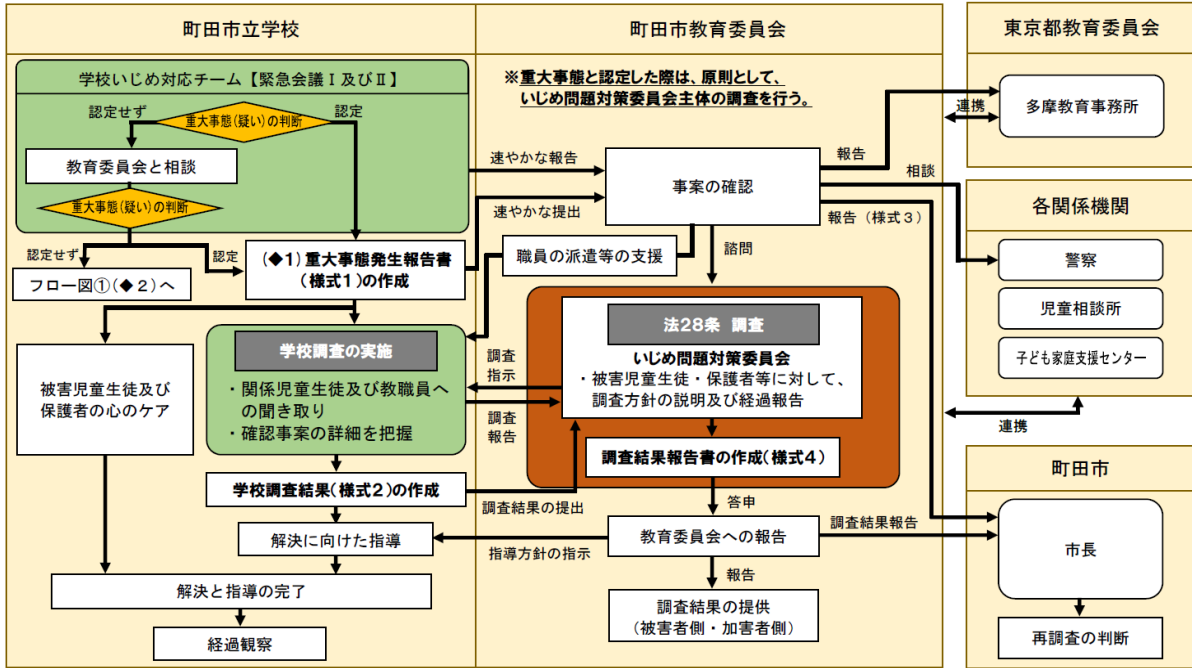 町田市立学校
町田市教育委員会
東京都教育委員会
学校いじめ対応チーム【緊急会議Ⅰ及びⅡ】
認定せず
重大事態(疑い)の判断
認定
教育委員会と相談
重大事態(疑い)の判断
認定せず
認定
フロー図①(◆2)へ
(◆1)重大事態発生報告書
(様式1)の作成
被害児童生徒及び
保護者の心のケア
学校調査の実施
・関係児童生徒及び教職員へ
の聞き取り
・確認事案の詳細を把握
学校調査結果(様式2)の作成
解決に向けた指導
解決と指導の完了
経過観察
※重大事態と認定した際は、原則として、
いじめ問題対策委員会主体の調査を行う。
速やかな報告
速やかな提出
事案の確認
職員の派遣等の支援
諮問
法28条 調査
いじめ問題対策委員会
・被害児童生徒・保護者等に対して、
調査方針の説明及び経過報告
調査
指示
調査
報告
調査結果報告書の作成(様式4)
調査結果の提出
答申
教育委員会への報告
指導方針の指示
報告
調査結果の提供
(被害者側・加害者側)
報告
相談
報告(様式3)
調査結果報告
連携
多摩教育事務所
各関係機関
警察
児童相談所
子ども家庭支援センター
連携
町田市
市長
再調査の判断